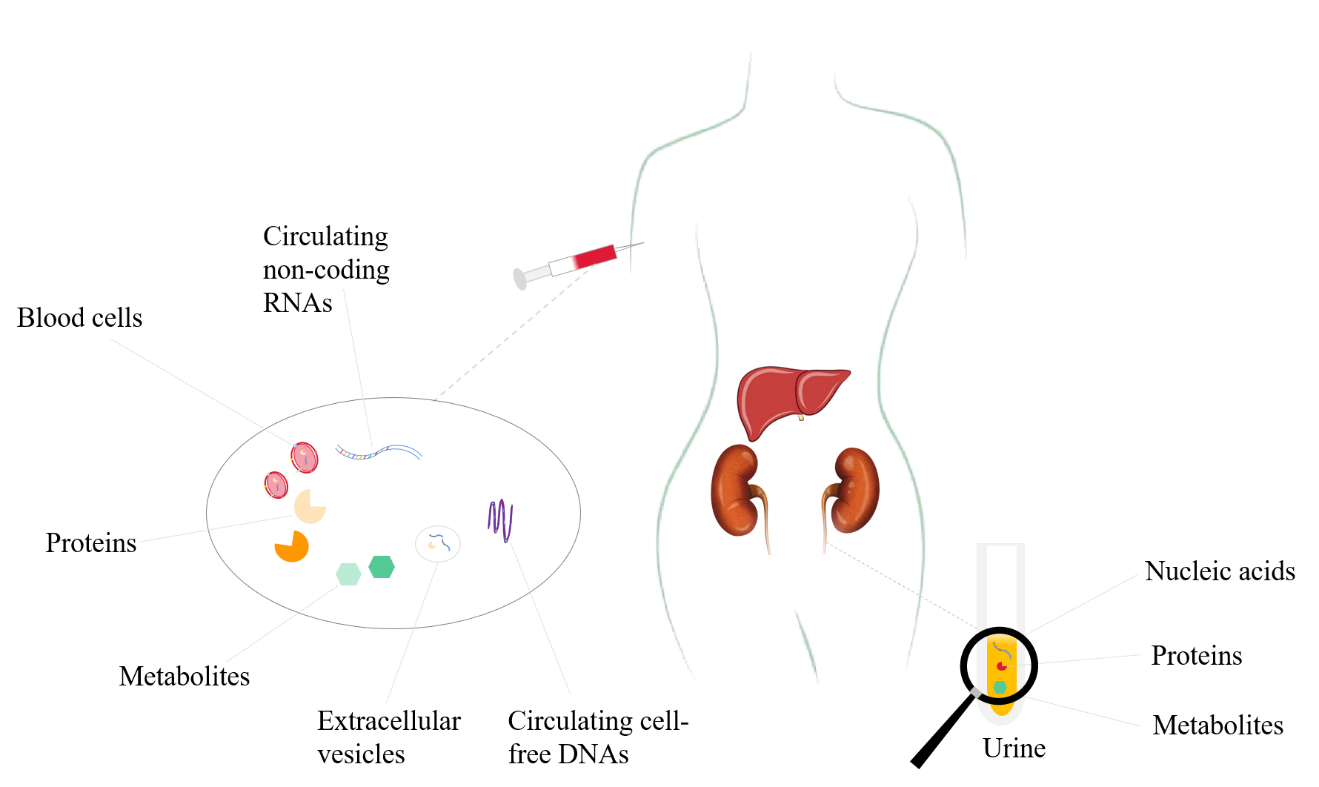 Circulating
non-coding
RNAs
Blood cells
Proteins
Metabolites
Extracellular
vesicles
Circulating cell-
free DNAs
Nucleic acids
Proteins
Metabolites
Urine